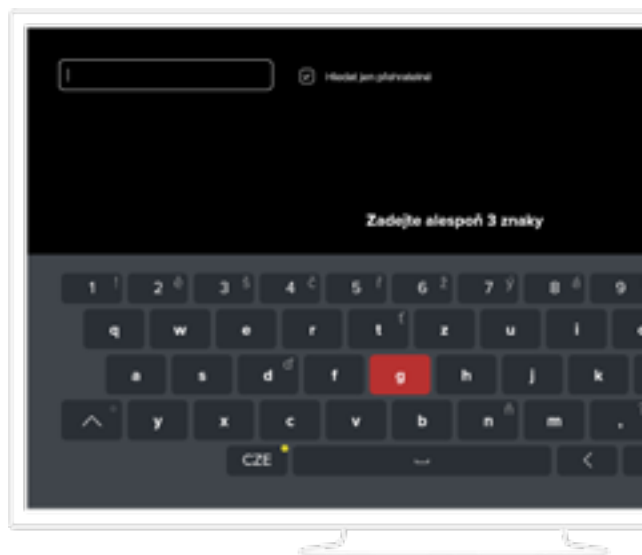 Hledat jen přehratelné
Zadejte alespoň 3 znaky
1 ! 2 ě 3 š 4 č 5 ř 6 ž 7 ý 8 á 9
q w e r t ť z u i
a s d ď f g h j k
y x c v b n ň m ,
CZE